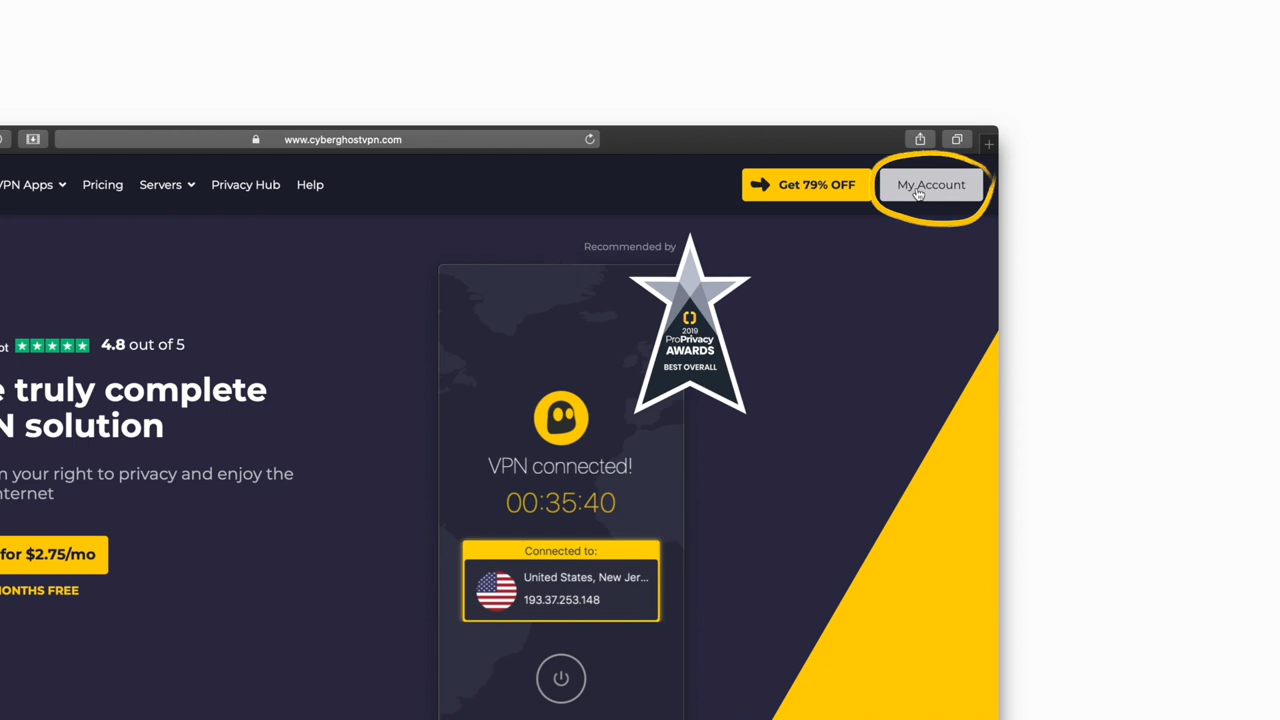 www.cyberghostvpn.com
VPN Apps
Pricing
Servers
Privacy Hub
Help
Get 79% OFF
My Account
Recommended by
2019
ProPrivacy
AWARDS
BEST OVERALL
4.8 out of 5
truly complete
solution
your right to privacy and enjoy the
VPN connected!
00:35:40
for $2.75/mo
Connected to:
United States, New Jer...
193.37.253.148
FREE